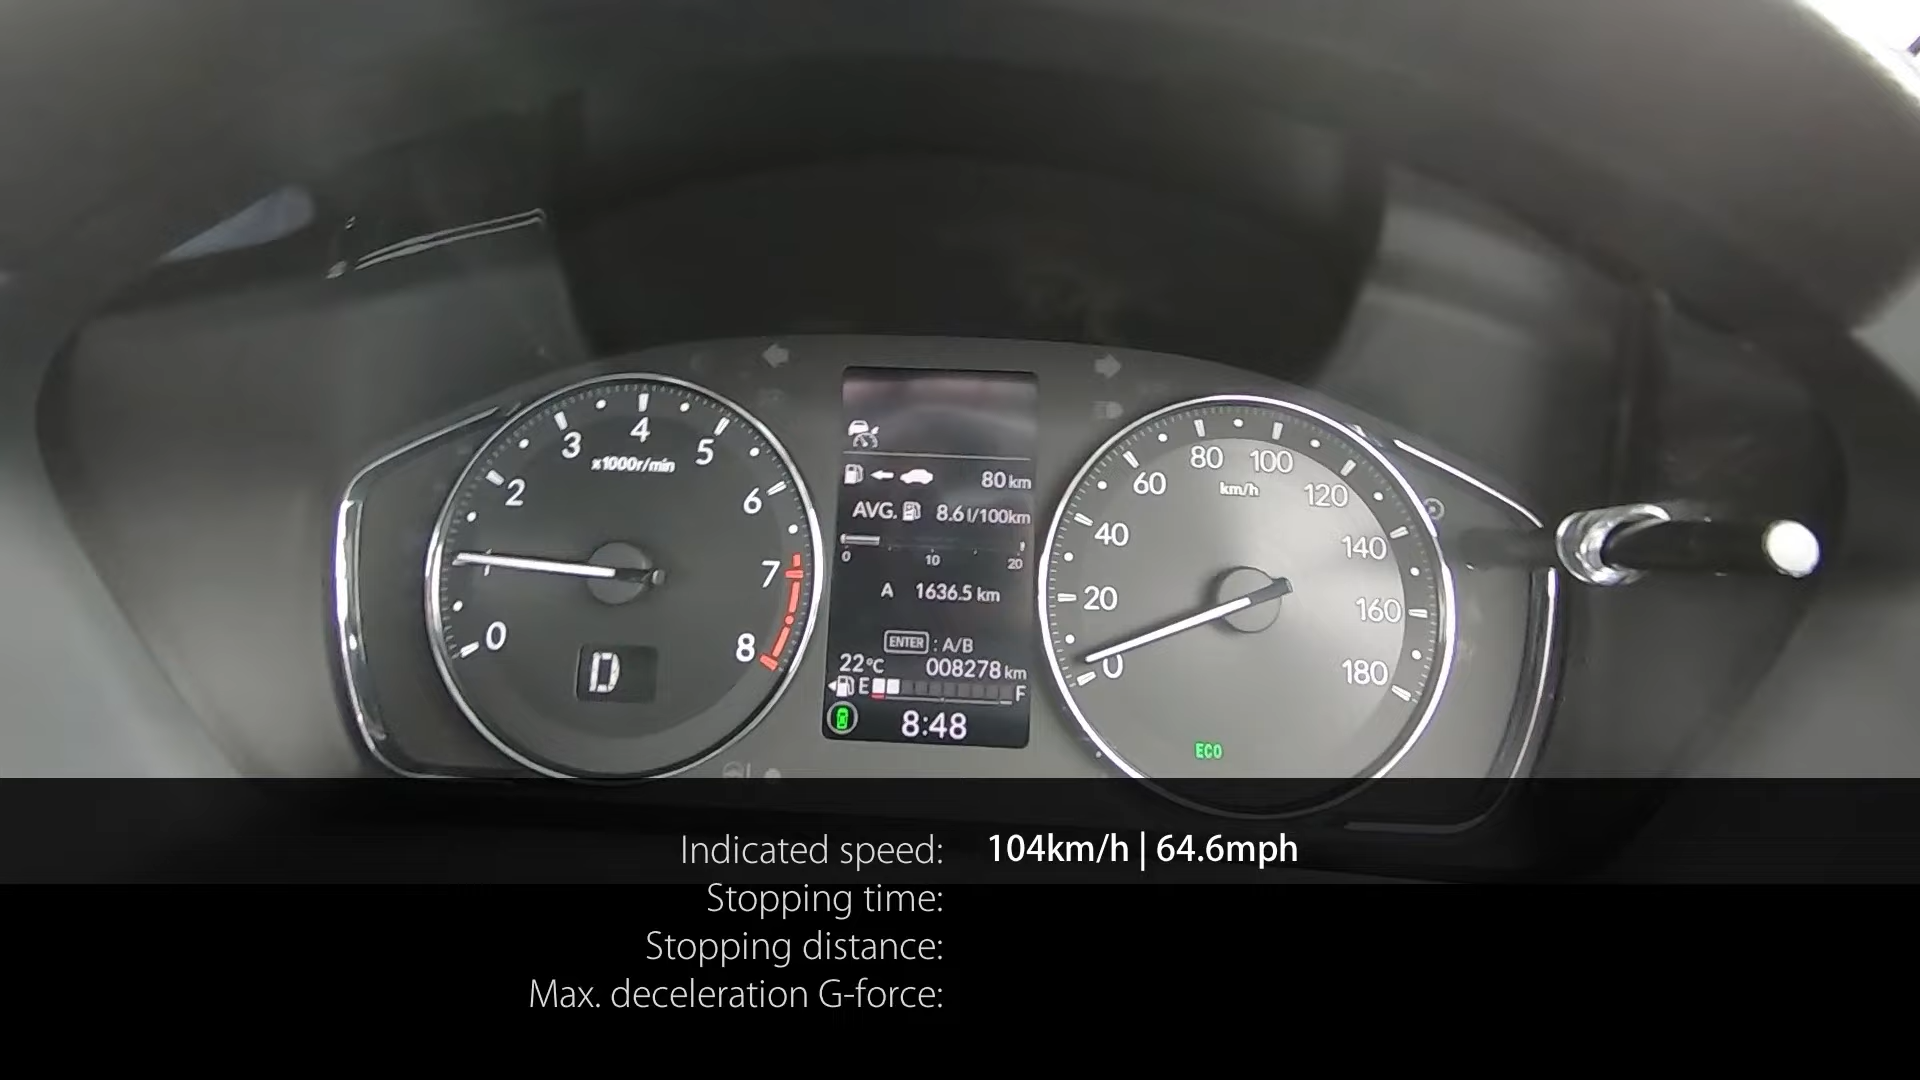 4
3
5
x1000r/min
2
6
1
7
0
8
D
80 km
AVG. 8.6 l/100km
0 10 20
A 1636.5 km
ENTER : A/B
22°C 008278 km
E F
8:48
80 100
60
km/h
120
40
140
20
160
0
180
ECO
Indicated speed: 104km/h | 64.6mph
Stopping time:
Stopping distance:
Max. deceleration G-force: